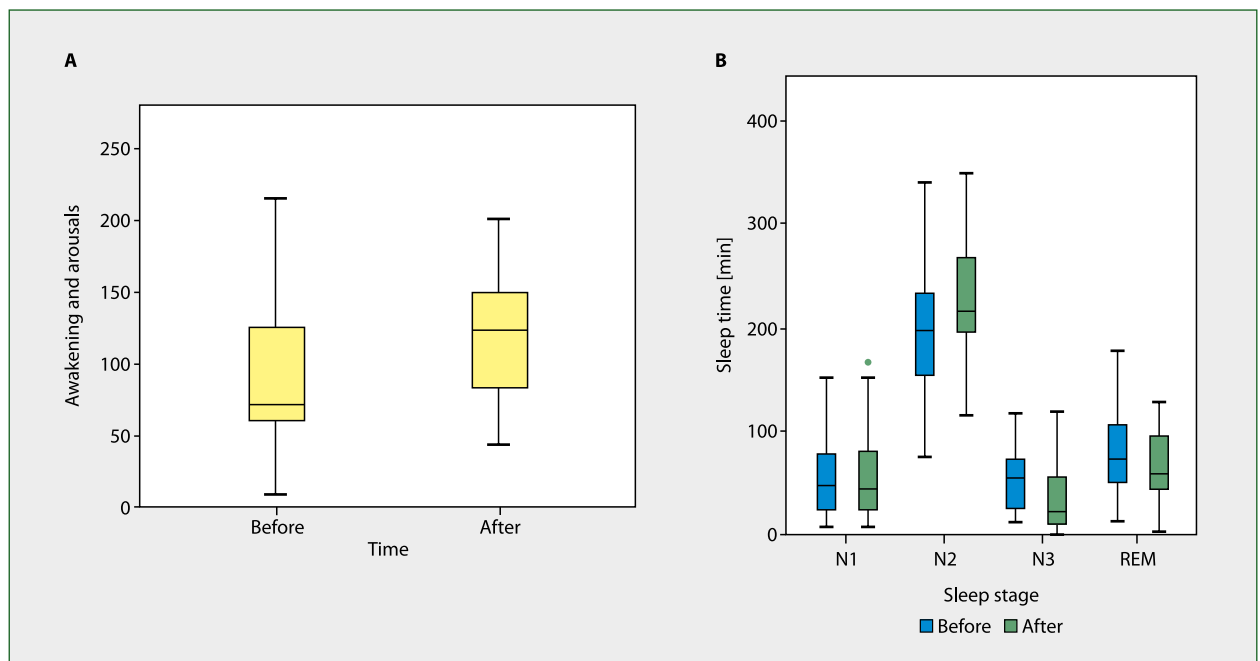 A
Awakening and arousals
250
200
150
100
50
0
Before
After
Time
B
Sleep time [min]
400
300
200
100
0
N1
N2
N3
REM
Sleep stage
Before
After